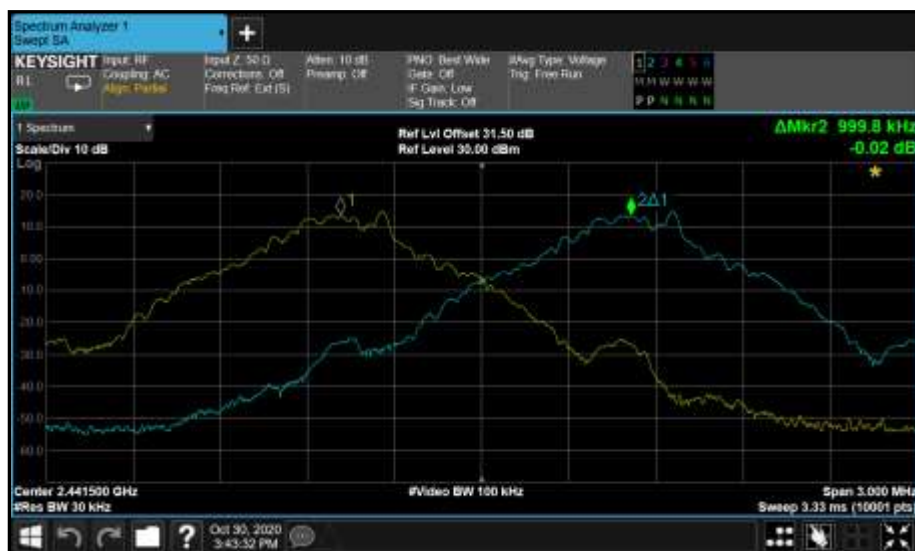 Spectrum Analyzer 1
Swept SA
+
KEYSIGHT Input: RF
R L
Coupling: AC
Align: Partial
Input Z: 50 Ω
Corrections: Off
Freq Ref: Ext (S)
Atten: 10 dB
Preamp: Off
PNO: Best Wide
Gate: Off
IF Gain: Low
Sig Track: Off
#Avg Type: Voltage
Trig: Free Run
1 2 3 4 5 6
M M W W W W
P P N N N N
1 Spectrum
Scale/Div 10 dB
Ref Lvl Offset 31.50 dB
Ref Level 30.00 dBm
ΔMkr2 999.8 kHz
-0.02 dB
Log
20.0
10.0
0.00
-10.0
-20.0
-30.0
-40.0
-50.0
-60.0
1
2Δ1
Center 2.441500 GHz
#Res BW 30 kHz
#Video BW 100 kHz
Span 3.000 MHz
Sweep 3.33 ms (10001 pts)
?
Oct 30, 2020
3:43:32 PM